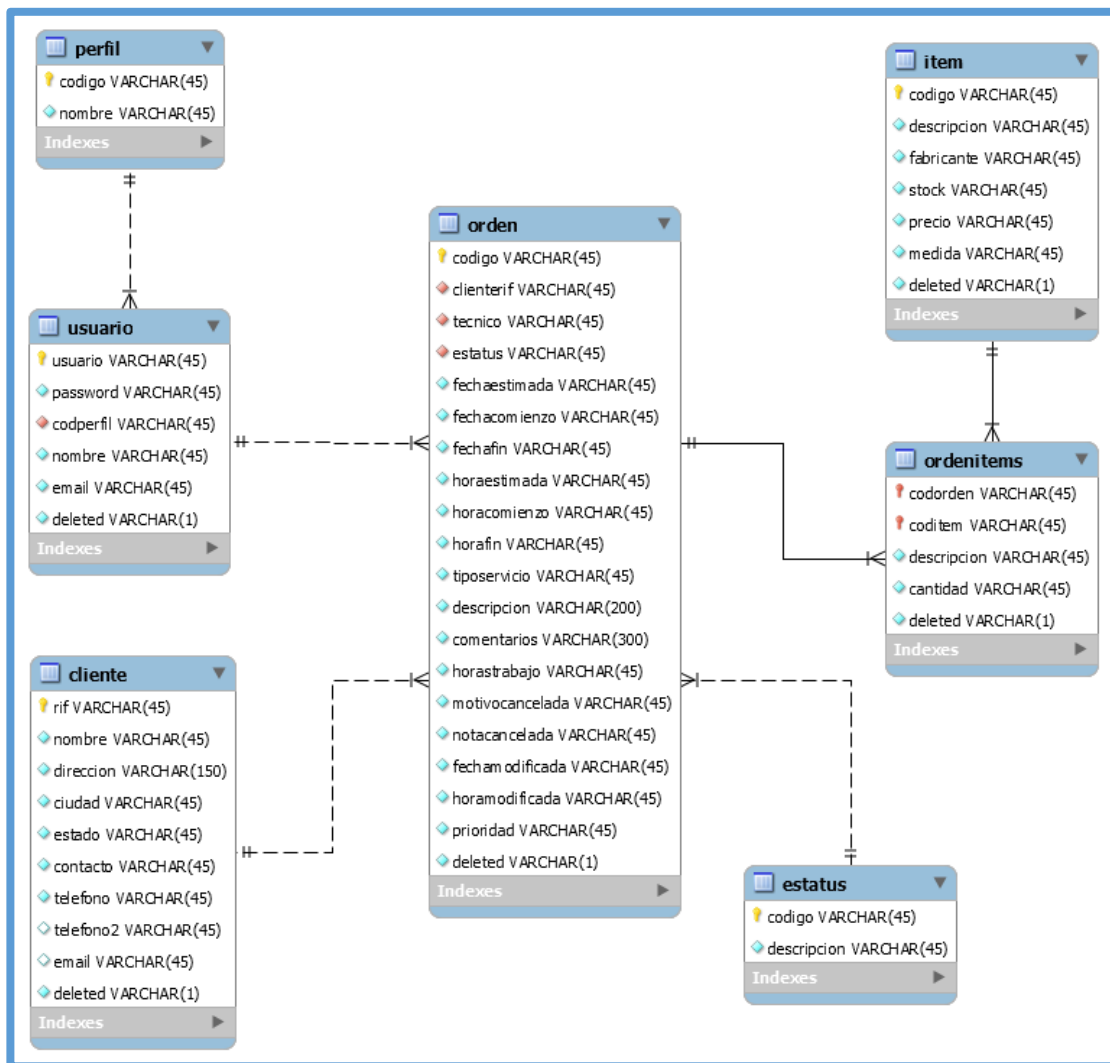 perfil
codigo VARCHAR(45)
nombre VARCHAR(45)
Indexes
usuario
usuario VARCHAR(45)
password VARCHAR(45)
codperfil VARCHAR(45)
nombre VARCHAR(45)
email VARCHAR(45)
deleted VARCHAR(1)
Indexes
cliente
rif VARCHAR(45)
nombre VARCHAR(45)
direccion VARCHAR(150)
ciudad VARCHAR(45)
estado VARCHAR(45)
contacto VARCHAR(45)
telefono VARCHAR(45)
telefono2 VARCHAR(45)
email VARCHAR(45)
deleted VARCHAR(1)
Indexes
orden
codigo VARCHAR(45)
clienterif VARCHAR(45)
tecnico VARCHAR(45)
estatus VARCHAR(45)
fechaestimada VARCHAR(45)
fechacomienzo VARCHAR(45)
fechafin VARCHAR(45)
horaestimada VARCHAR(45)
horacomienzo VARCHAR(45)
horafin VARCHAR(45)
tiposervicio VARCHAR(45)
descripcion VARCHAR(200)
comentarios VARCHAR(300)
horastrabajo VARCHAR(45)
motivocancelada VARCHAR(45)
notacancelada VARCHAR(45)
fechamodificada VARCHAR(45)
horamodificada VARCHAR(45)
prioridad VARCHAR(45)
deleted VARCHAR(1)
Indexes
item
codigo VARCHAR(45)
descripcion VARCHAR(45)
fabricante VARCHAR(45)
stock VARCHAR(45)
precio VARCHAR(45)
medida VARCHAR(45)
deleted VARCHAR(1)
Indexes
ordenitems
codorden VARCHAR(45)
coditem VARCHAR(45)
descripcion VARCHAR(45)
cantidad VARCHAR(45)
deleted VARCHAR(1)
Indexes
estatus
codigo VARCHAR(45)
descripcion VARCHAR(45)
Indexes